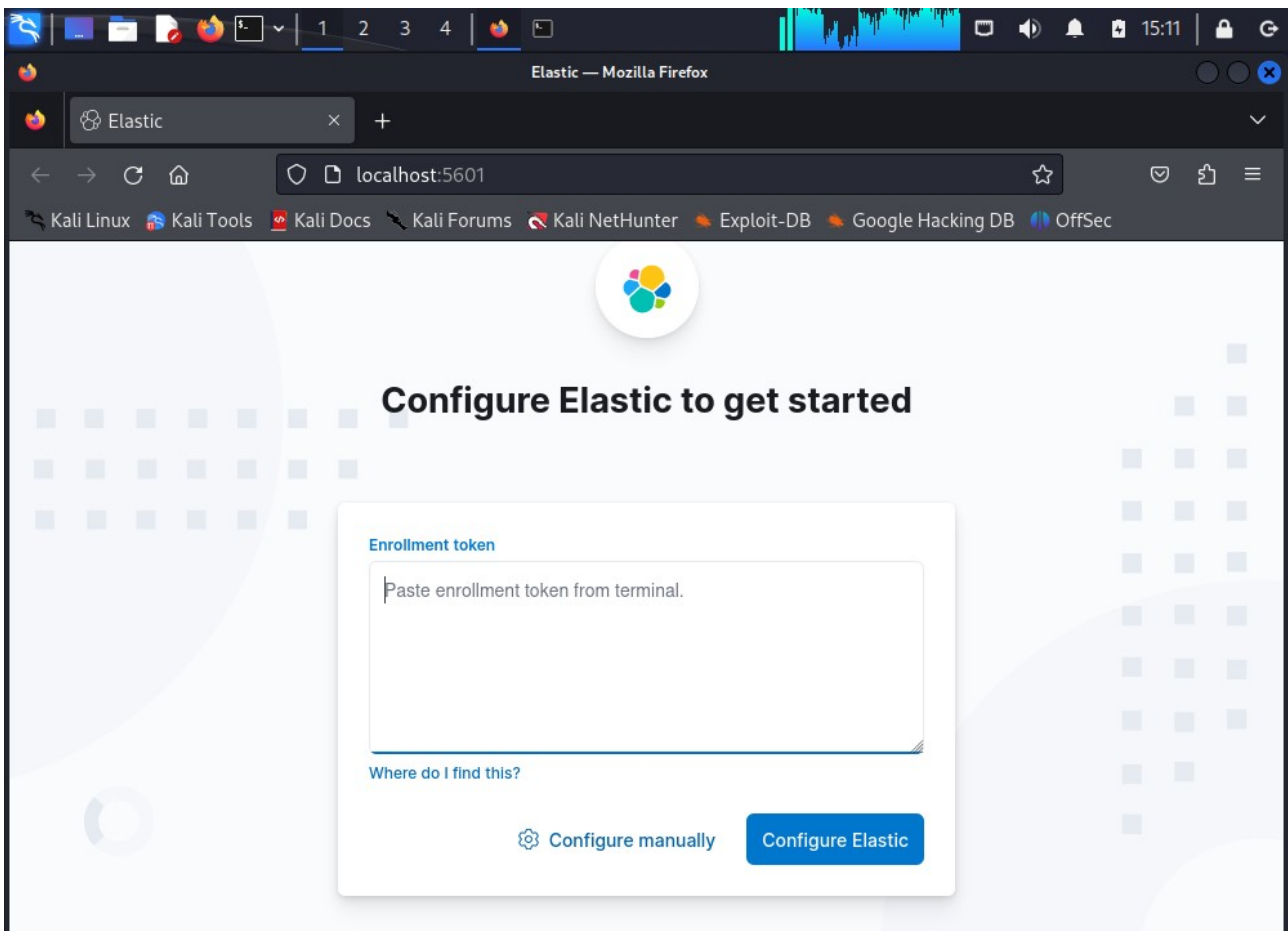 1 2 3 4 15:11
Elastic — Mozilla Firefox
Elastic
localhost:5601
Kali Linux Kali Tools Kali Docs Kali Forums Kali NetHunter Exploit-DB Google Hacking DB OffSec
Configure Elastic to get started
Enrollment token
Paste enrollment token from terminal.
Where do I find this?
Configure manually Configure Elastic